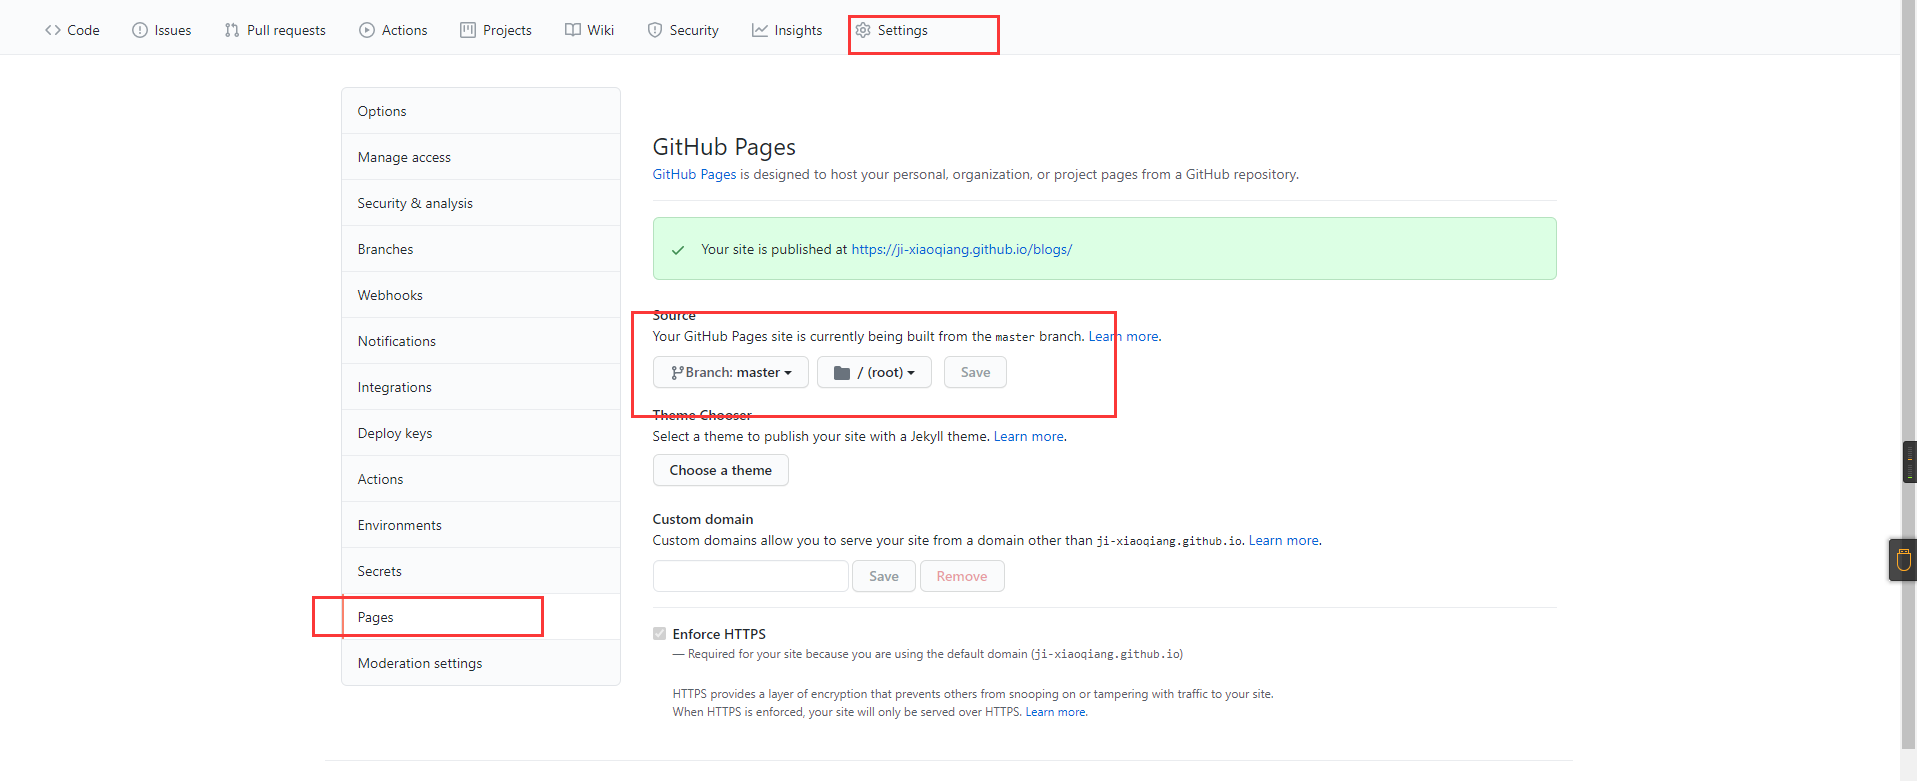 Code Issues Pull requests Actions Projects Wiki Security Insights Settings
Options
Manage access
Security & analysis
Branches
Webhooks
Notifications
Integrations
Deploy keys
Actions
Environments
Secrets
Pages
Moderation settings
GitHub Pages
GitHub Pages is designed to host your personal, organization, or project pages from a GitHub repository.
Your site is published at https://ji-xiaoqiang.github.io/blogs/
Source
Your GitHub Pages site is currently being built from the master branch. Learn more.
Branch: master / (root) Save
Theme Chooser
Select a theme to publish your site with a Jekyll theme. Learn more.
Choose a theme
Custom domain
Custom domains allow you to serve your site from a domain other than ji-xiaoqiang.github.io. Learn more.
Save Remove
Enforce HTTPS
— Required for your site because you are using the default domain (ji-xiaoqiang.github.io)
HTTPS provides a layer of encryption that prevents others from snooping on or tampering with traffic to your site.
When HTTPS is enforced, your site will only be served over HTTPS. Learn more.